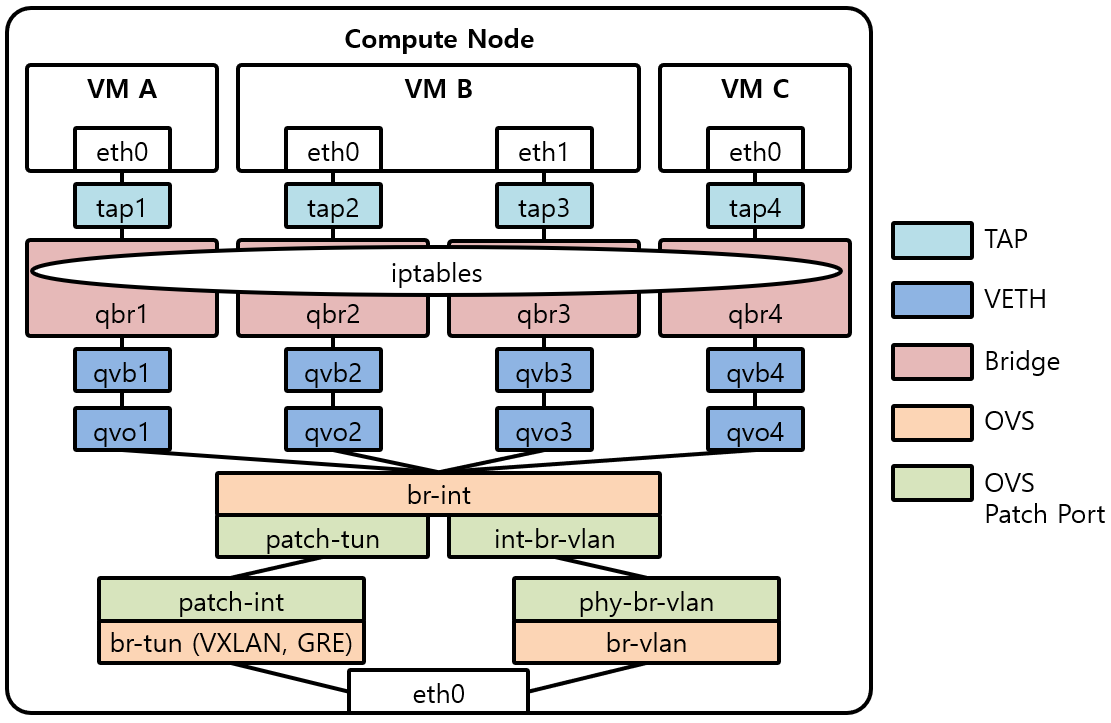 Compute Node
VM A
VM B
VM C
eth0
eth0
eth1
eth0
tap1
tap2
tap3
tap4
iptables
qbr1
qbr2
qbr3
qbr4
qvb1
qvb2
qvb3
qvb4
qvo1
qvo2
qvo3
qvo4
br-int
patch-tun
int-br-vlan
patch-int
phy-br-vlan
br-tun (VXLAN, GRE)
br-vlan
eth0
TAP
VETH
Bridge
OVS
OVS
Patch Port